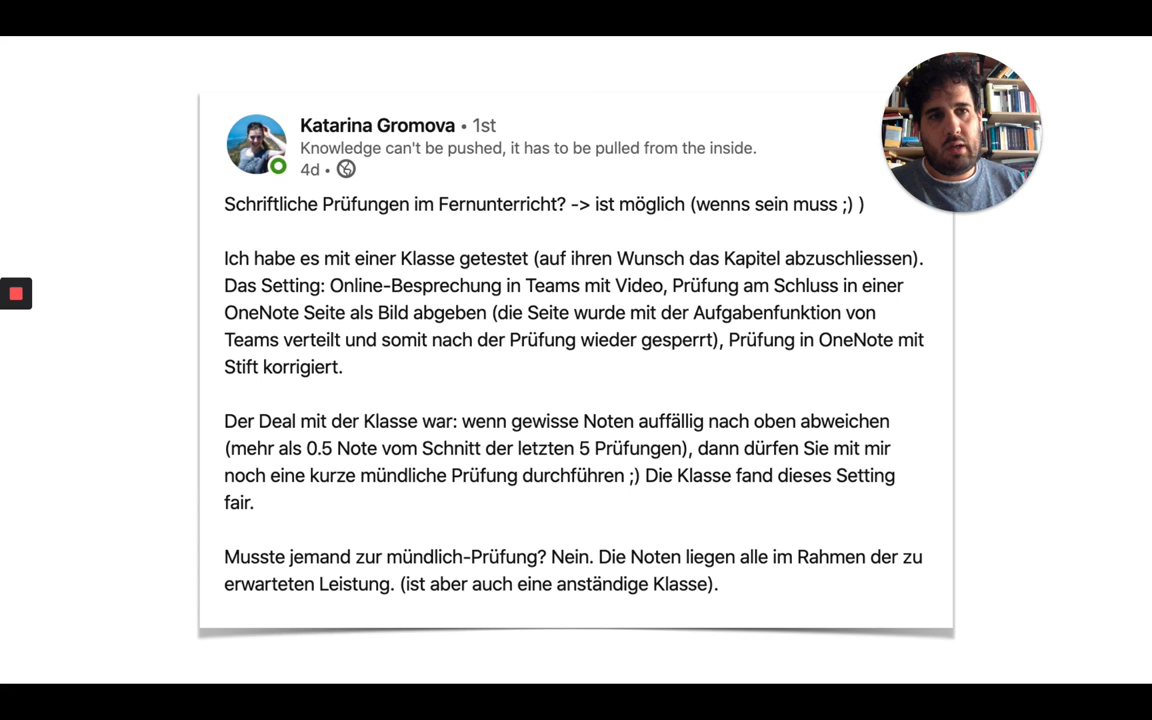 Katarina Gromova • 1st
Knowledge can't be pushed, it has to be pulled from the inside.
4d •
Schriftliche Prüfungen im Fernunterricht? -> ist möglich (wenns sein muss ;) )
Ich habe es mit einer Klasse getestet (auf ihren Wunsch das Kapitel abzuschliessen).
Das Setting: Online-Besprechung in Teams mit Video, Prüfung am Schluss in einer
OneNote Seite als Bild abgeben (die Seite wurde mit der Aufgabenfunktion von
Teams verteilt und somit nach der Prüfung wieder gesperrt), Prüfung in OneNote mit
Stift korrigiert.
Der Deal mit der Klasse war: wenn gewisse Noten auffällig nach oben abweichen
(mehr als 0.5 Note vom Schnitt der letzten 5 Prüfungen), dann dürfen Sie mit mir
noch eine kurze mündliche Prüfung durchführen ;) Die Klasse fand dieses Setting
fair.
Musste jemand zur mündlich-Prüfung? Nein. Die Noten liegen alle im Rahmen der zu
erwarteten Leistung. (ist aber auch eine anständige Klasse).